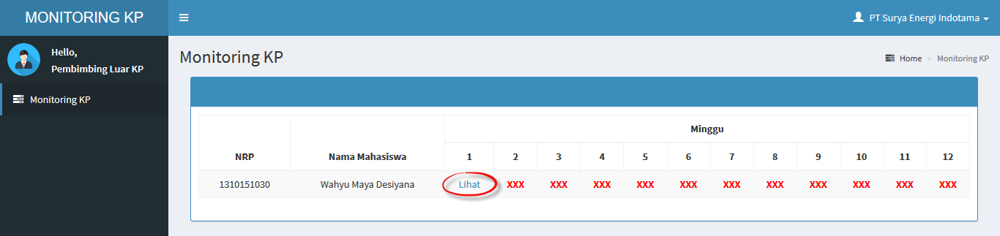 MONITORING KP
PT Surya Energi Indotama
Hello,
Pembimbing Luar KP
Monitoring KP
Monitoring KP
Home > Monitoring KP
Minggu
NRP Nama Mahasiswa 1 2 3 4 5 6 7 8 9 10 11 12
1310151030 Wahyu Maya Desiyana Lihat XXX XXX XXX XXX XXX XXX XXX XXX XXX XXX XXX